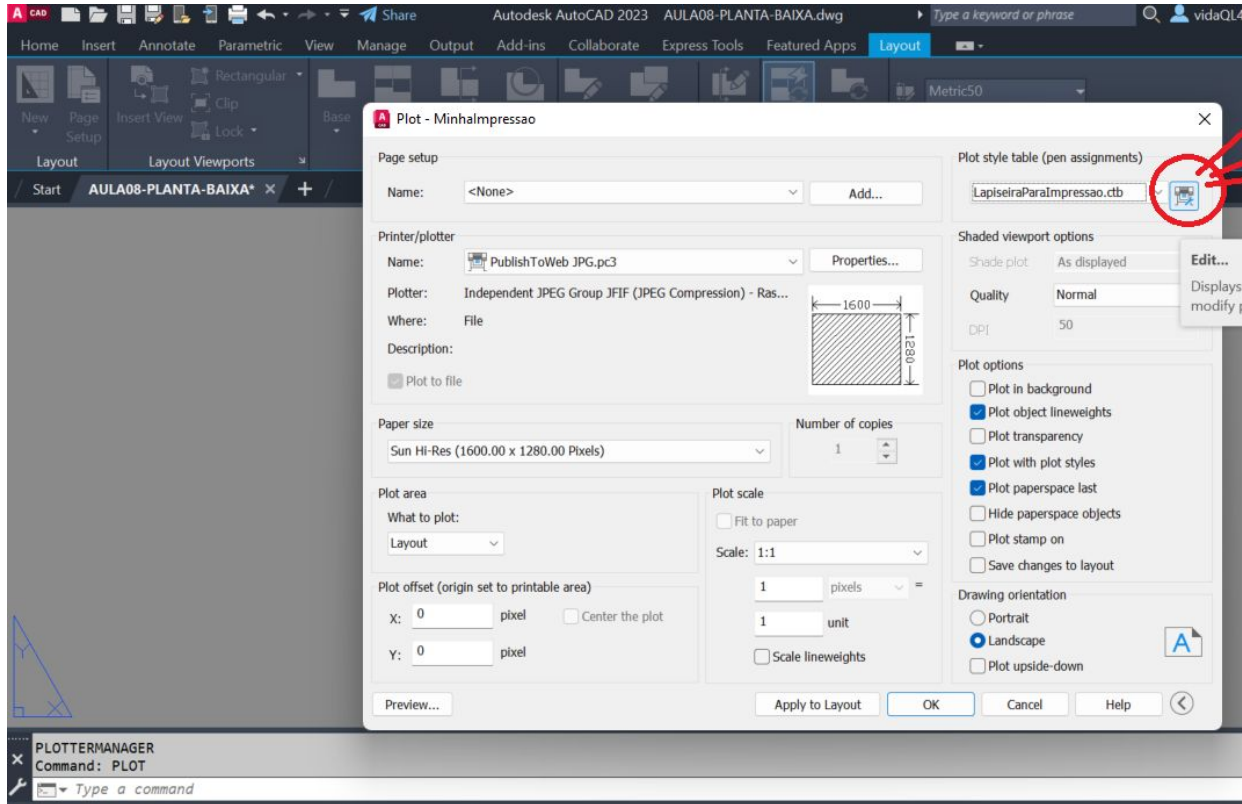 A CAD Share Autodesk AutoCAD 2023 AULA08-PLANTA-BAIXA.dwg Type a keyword or phrase vidaQL4
Home Insert Annotate Parametric View Manage Output Add-ins Collaborate Express Tools Featured Apps Layout
Rectangular
Clip
Lock
New Page Setup Insert View Base Metric50
Layout Layout Viewports
Start AULA08-PLANTA-BAIXA* × +
Plot - MinhaImpressao
Page setup
Name: <None> Add...
Plot style table (pen assignments)
LapiseiraParaImpressao.ctb
Printer/plotter
Name: PublishToWeb JPG.pc3 Properties...
Plotter: Independent JPEG Group JFIF (JPEG Compression) - Ras...
Where: File
Description:
Plot to file
1600
1280
Shaded viewport options
Shade plot As displayed
Quality Normal
DPI 50
Edit...
Displays
modify
Paper size
Sun Hi-Res (1600.00 x 1280.00 Pixels)
Number of copies
1
Plot area
What to plot:
Layout
Plot scale
Fit to paper
Scale: 1:1
1 pixels =
1 unit
Scale lineweights
Plot offset (origin set to printable area)
X: 0 pixel Center the plot
Y: 0 pixel
Plot options
Plot in background
Plot object lineweights
Plot transparency
Plot with plot styles
Plot paperspace last
Hide paperspace objects
Plot stamp on
Save changes to layout
Drawing orientation
Portrait
Landscape
Plot upside-down
A
Preview... Apply to Layout OK Cancel Help
Y
X
PLOTTERMANAGER
Command: PLOT
Type a command